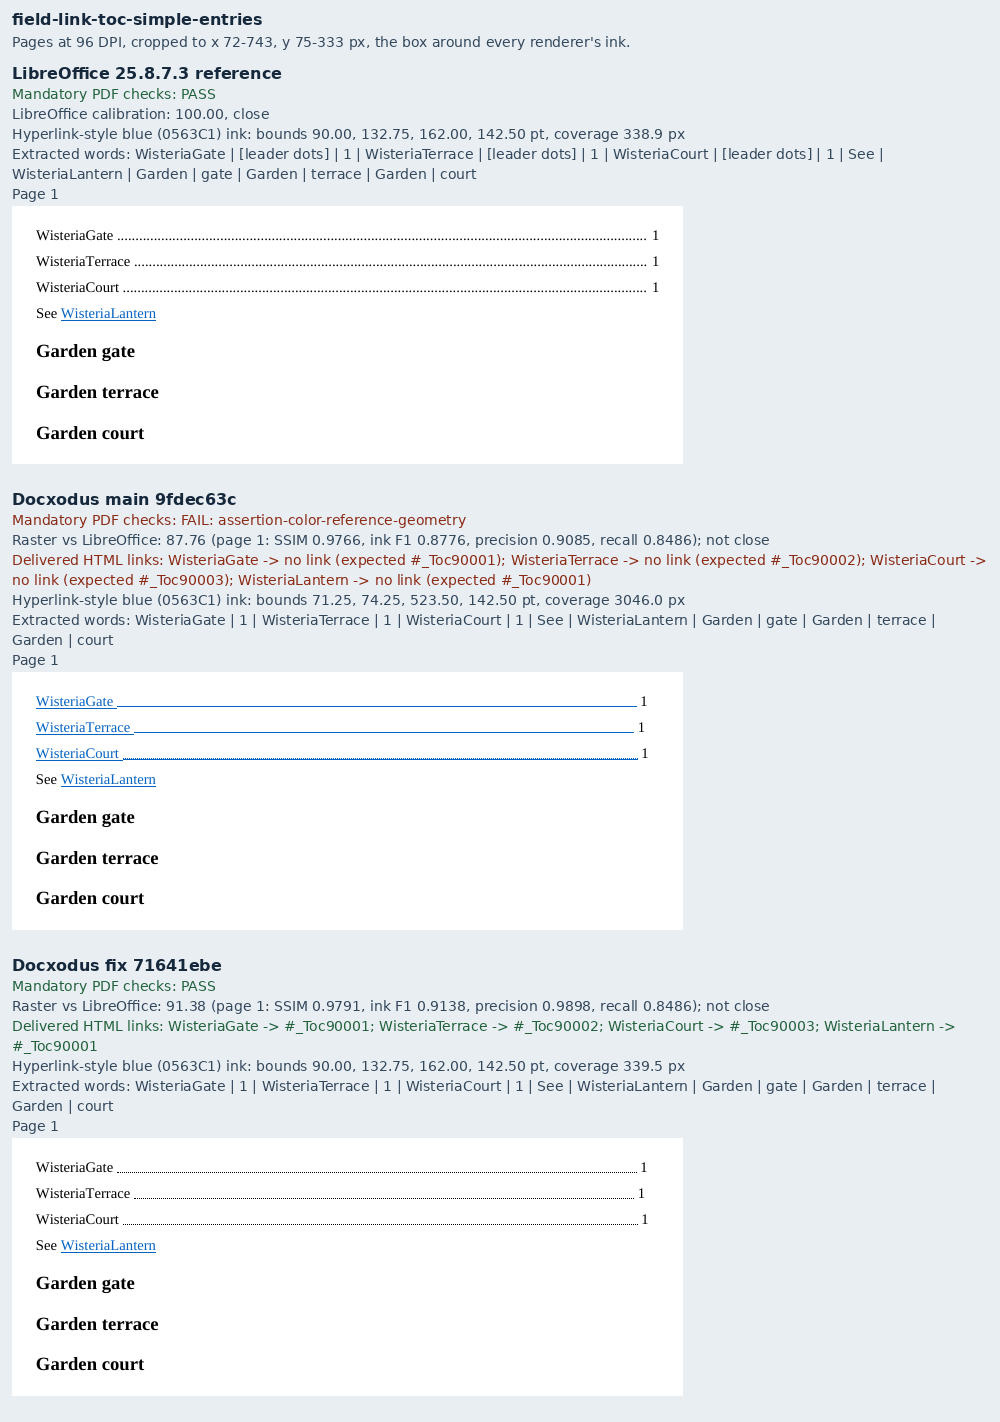 field-link-toc-simple-entries
Pages at 96 DPI, cropped to x 72-743, y 75-333 px, the box around every renderer's ink.
LibreOffice 25.8.7.3 reference
Mandatory PDF checks: PASS
LibreOffice calibration: 100.00, close
Hyperlink-style blue (0563C1) ink: bounds 90.00, 132.75, 162.00, 142.50 pt, coverage 338.9 px
Extracted words: WisteriaGate | [leader dots] | 1 | WisteriaTerrace | [leader dots] | 1 | WisteriaCourt | [leader dots] | 1 | See |
WisteriaLantern | Garden | gate | Garden | terrace | Garden | court
Page 1
WisteriaGate ................................................................................................................................................ 1
WisteriaTerrace ............................................................................................................................................ 1
WisteriaCourt ............................................................................................................................................... 1
See WisteriaLantern
Garden gate
Garden terrace
Garden court
Docxodus main 9fdec63c
Mandatory PDF checks: FAIL: assertion-color-reference-geometry
Raster vs LibreOffice: 87.76 (page 1: SSIM 0.9766, ink F1 0.8776, precision 0.9085, recall 0.8486); not close
Delivered HTML links: WisteriaGate -> no link (expected #_Toc90001); WisteriaTerrace -> no link (expected #_Toc90002); WisteriaCourt ->
no link (expected #_Toc90003); WisteriaLantern -> no link (expected #_Toc90001)
Hyperlink-style blue (0563C1) ink: bounds 71.25, 74.25, 523.50, 142.50 pt, coverage 3046.0 px
Extracted words: WisteriaGate | 1 | WisteriaTerrace | 1 | WisteriaCourt | 1 | See | WisteriaLantern | Garden | gate | Garden | terrace |
Garden | court
Page 1
WisteriaGate 1
WisteriaTerrace 1
WisteriaCourt 1
See WisteriaLantern
Garden gate
Garden terrace
Garden court
Docxodus fix 71641ebe
Mandatory PDF checks: PASS
Raster vs LibreOffice: 91.38 (page 1: SSIM 0.9791, ink F1 0.9138, precision 0.9898, recall 0.8486); not close
Delivered HTML links: WisteriaGate -> #_Toc90001; WisteriaTerrace -> #_Toc90002; WisteriaCourt -> #_Toc90003; WisteriaLantern ->
#_Toc90001
Hyperlink-style blue (0563C1) ink: bounds 90.00, 132.75, 162.00, 142.50 pt, coverage 339.5 px
Extracted words: WisteriaGate | 1 | WisteriaTerrace | 1 | WisteriaCourt | 1 | See | WisteriaLantern | Garden | gate | Garden | terrace |
Garden | court
Page 1
WisteriaGate 1
WisteriaTerrace 1
WisteriaCourt 1
See WisteriaLantern
Garden gate
Garden terrace
Garden court